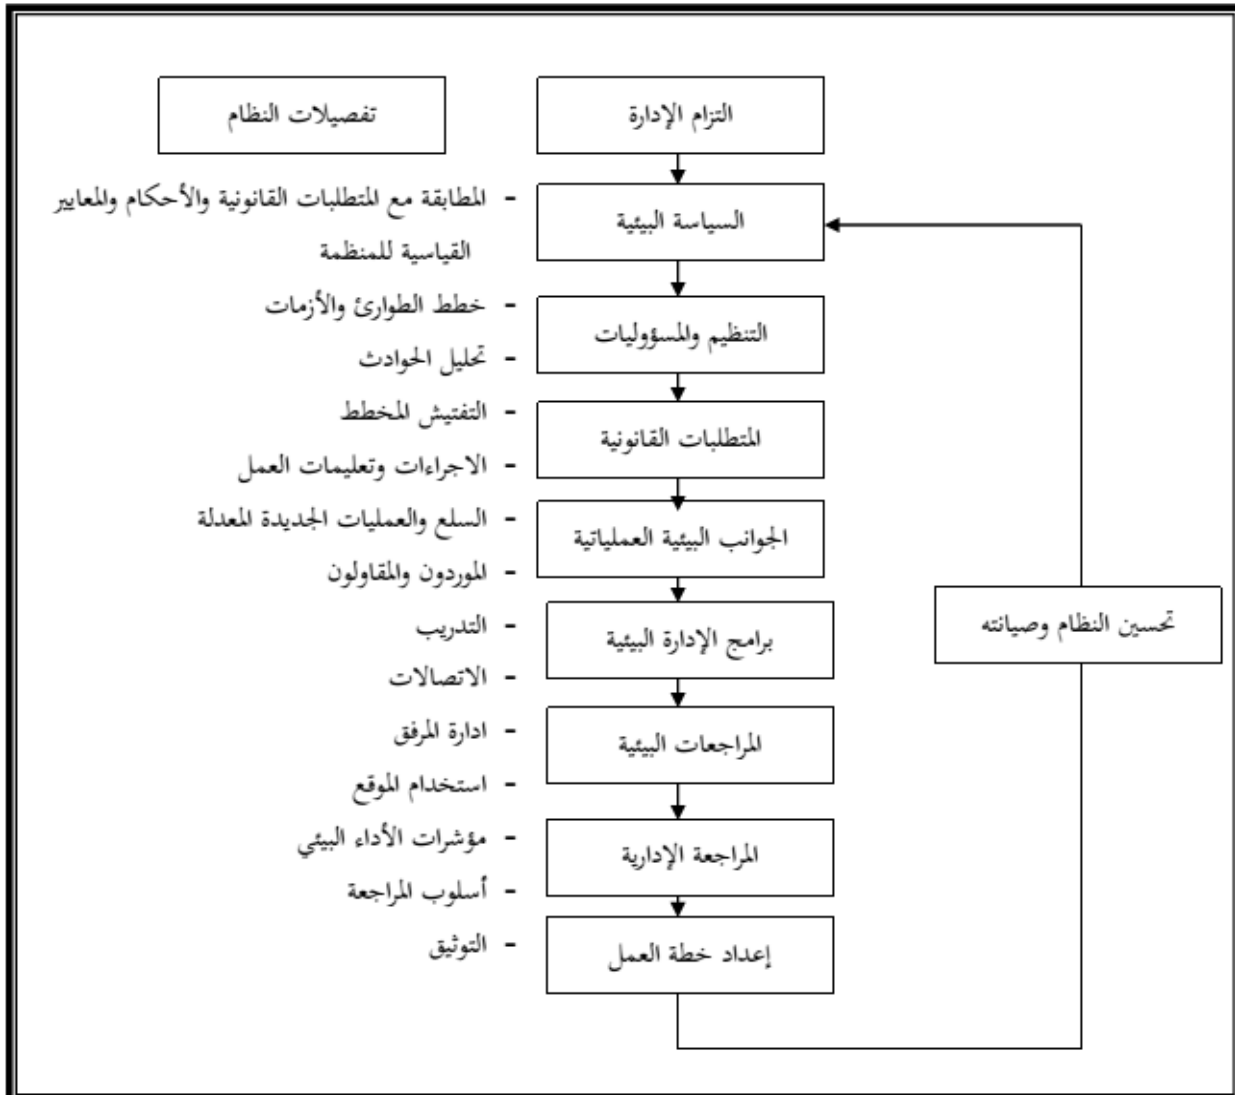 التزام الإدارة
السياسة البيئية
التنظيم والمسؤوليات
المتطلبات القانونية
الجوانب البيئية العملياتية
برامج الإدارة البيئية
المراجعات البيئية
المراجعة الإدارية
إعداد خطة العمل
تحسين النظام وصيانته
تفصيلات النظام
- المطابقة مع المتطلبات القانونية والأحكام والمعايير
القياسية للمنظمة
- خطط الطوارئ والأزمات
- تحليل الحوادث
- التفتيش المخطط
- الاجراءات وتعليمات العمل
- السلع والعمليات الجديدة المعدلة
- الموردون والمقاولون
- التدريب
- الاتصالات
- ادارة المرفق
- استخدام الموقع
- مؤشرات الأداء البيئي
- أسلوب المراجعة
- التوثيق